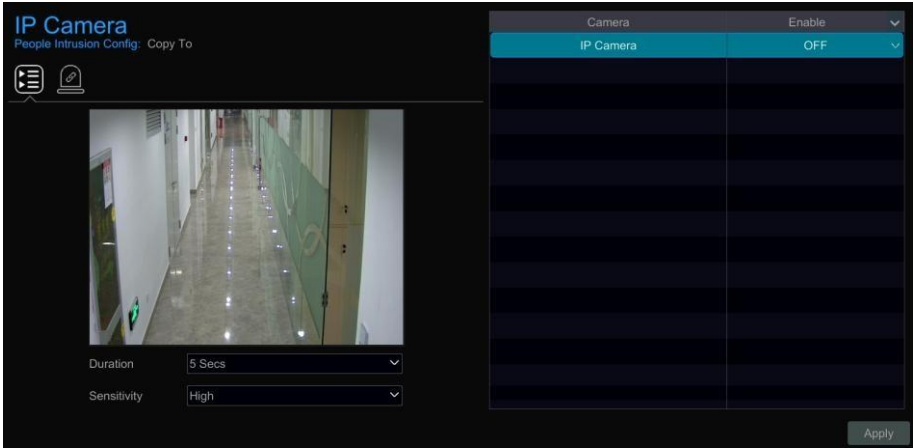 IP Camera
People Intrusion Config: Copy To
Camera Enable
IP Camera OFF
Duration 5 Secs
Sensitivity High
Apply